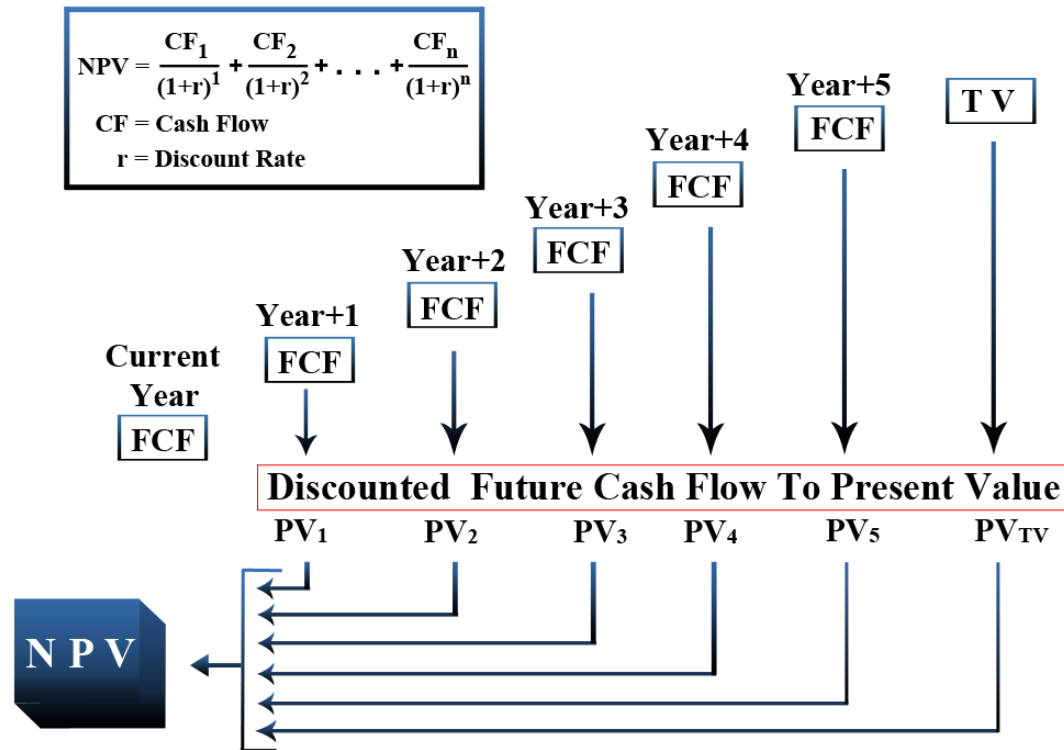 NPV = CF₁/(1+r)¹ + CF₂/(1+r)² + . . . + CFₙ/(1+r)ⁿ
CF = Cash Flow
r = Discount Rate
Current
Year
FCF
Year+1
FCF
Year+2
FCF
Year+3
FCF
Year+4
FCF
Year+5
FCF
T V
Discounted Future Cash Flow To Present Value
PV₁ PV₂ PV₃ PV₄ PV₅ PVTV
N P V